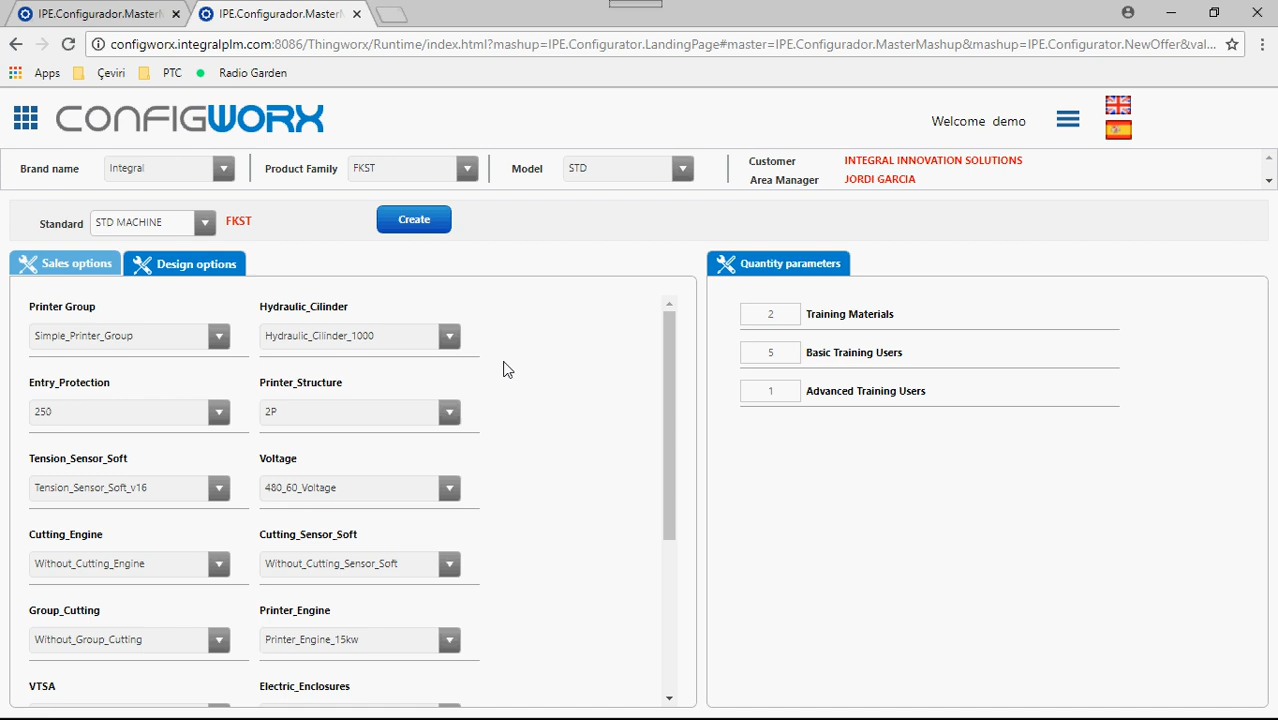 IPE.Configurador.MasterM
IPE.Configurador.MasterM
configworx.integralplm.com:8086/Thingworx/Runtime/index.html?mashup=IPE.Configurator.LandingPage#master=IPE.Configurador.MasterMashup&mashup=IPE.Configurator.NewOffer&val...
Apps Çeviri PTC Radio Garden
CONFIGWORX
Welcome demo
Brand name Integral Product Family FKST Model STD
Customer INTEGRAL INNOVATION SOLUTIONS
Area Manager JORDI GARCIA
Standard STD MACHINE FKST Create
Sales options Design options Quantity parameters
Printer Group Hydraulic_Cilinder
Simple_Printer_Group Hydraulic_Cilinder_1000
2 Training Materials
Entry_Protection Printer_Structure
250 2P
5 Basic Training Users
1 Advanced Training Users
Tension_Sensor_Soft Voltage
Tension_Sensor_Soft_v16 480_60_Voltage
Cutting_Engine Cutting_Sensor_Soft
Without_Cutting_Engine Without_Cutting_Sensor_Soft
Group_Cutting Printer_Engine
Without_Group_Cutting Printer_Engine_15kw
VTSA Electric_Enclosures